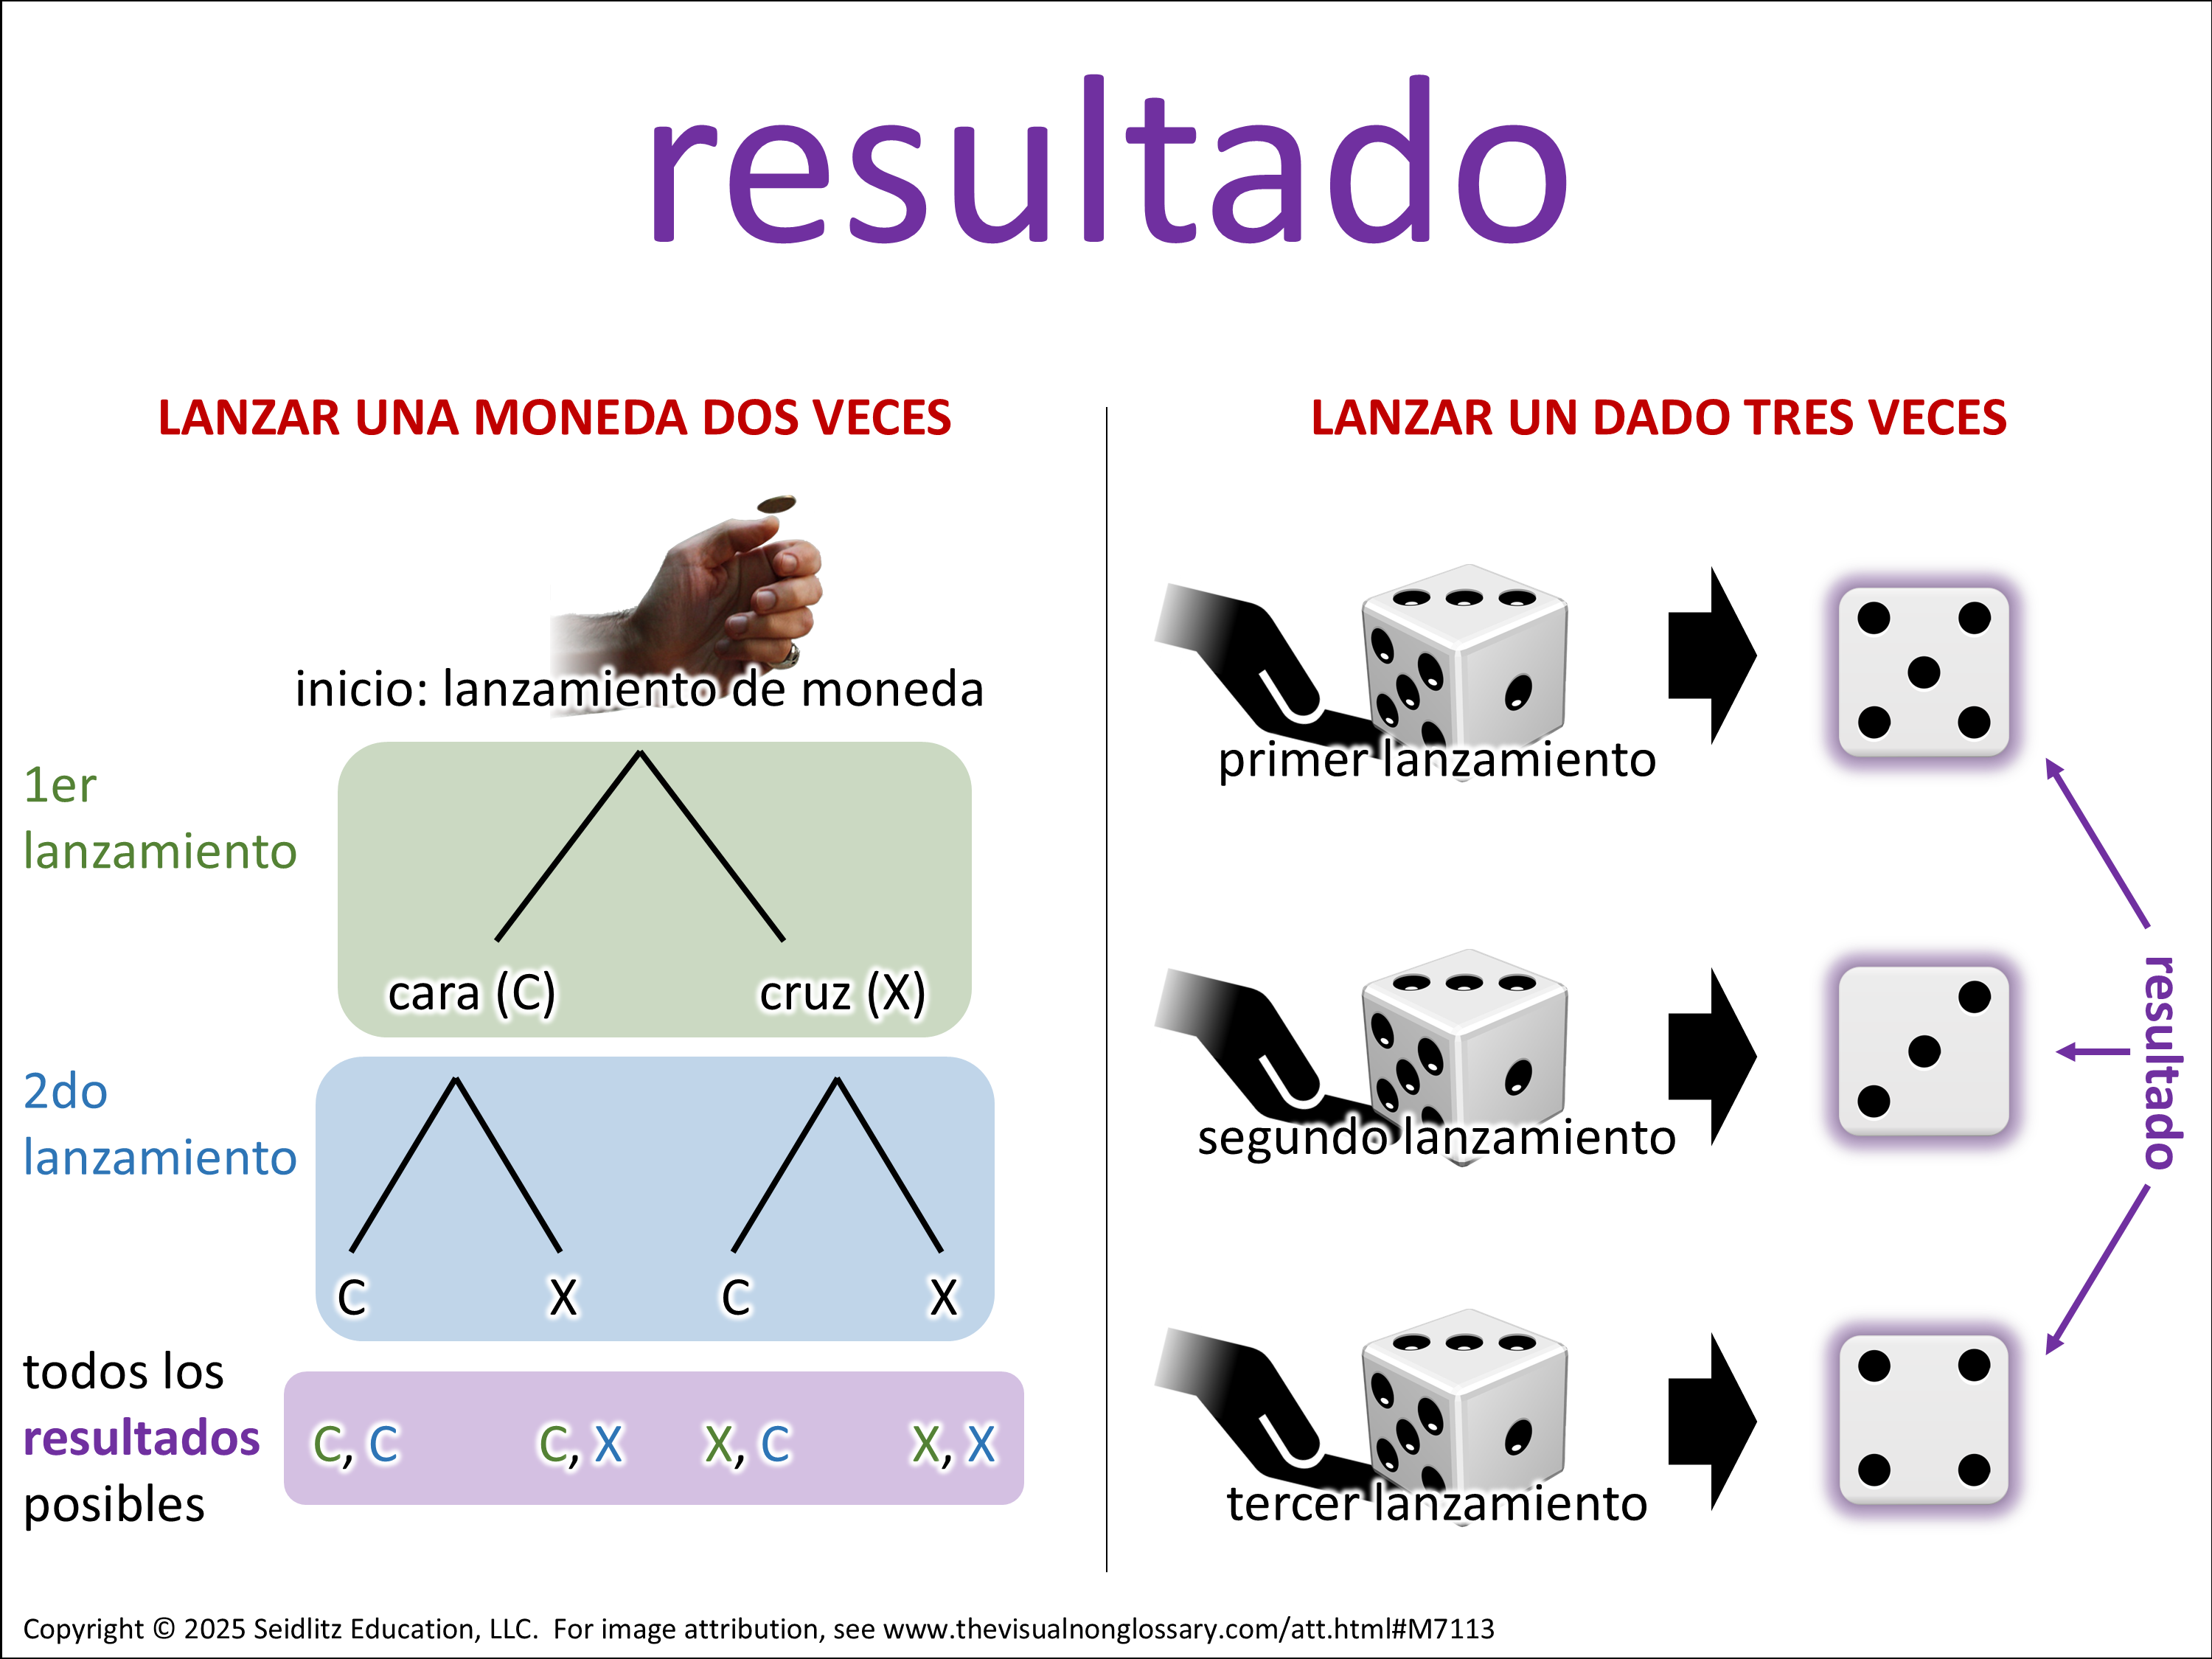 resultado
LANZAR UNA MONEDA DOS VECES
inicio: lanzamiento de moneda
1er
lanzamiento
cara (C)
cruz (X)
2do
lanzamiento
C
X
C
X
todos los
resultados
posibles
C, C
C, X
X, C
X, X
LANZAR UN DADO TRES VECES
primer lanzamiento
segundo lanzamiento
tercer lanzamiento
resultado
Copyright © 2025 Seidlitz Education, LLC.  For image attribution, see www.thevisualnonglossary.com/att.html#M7113